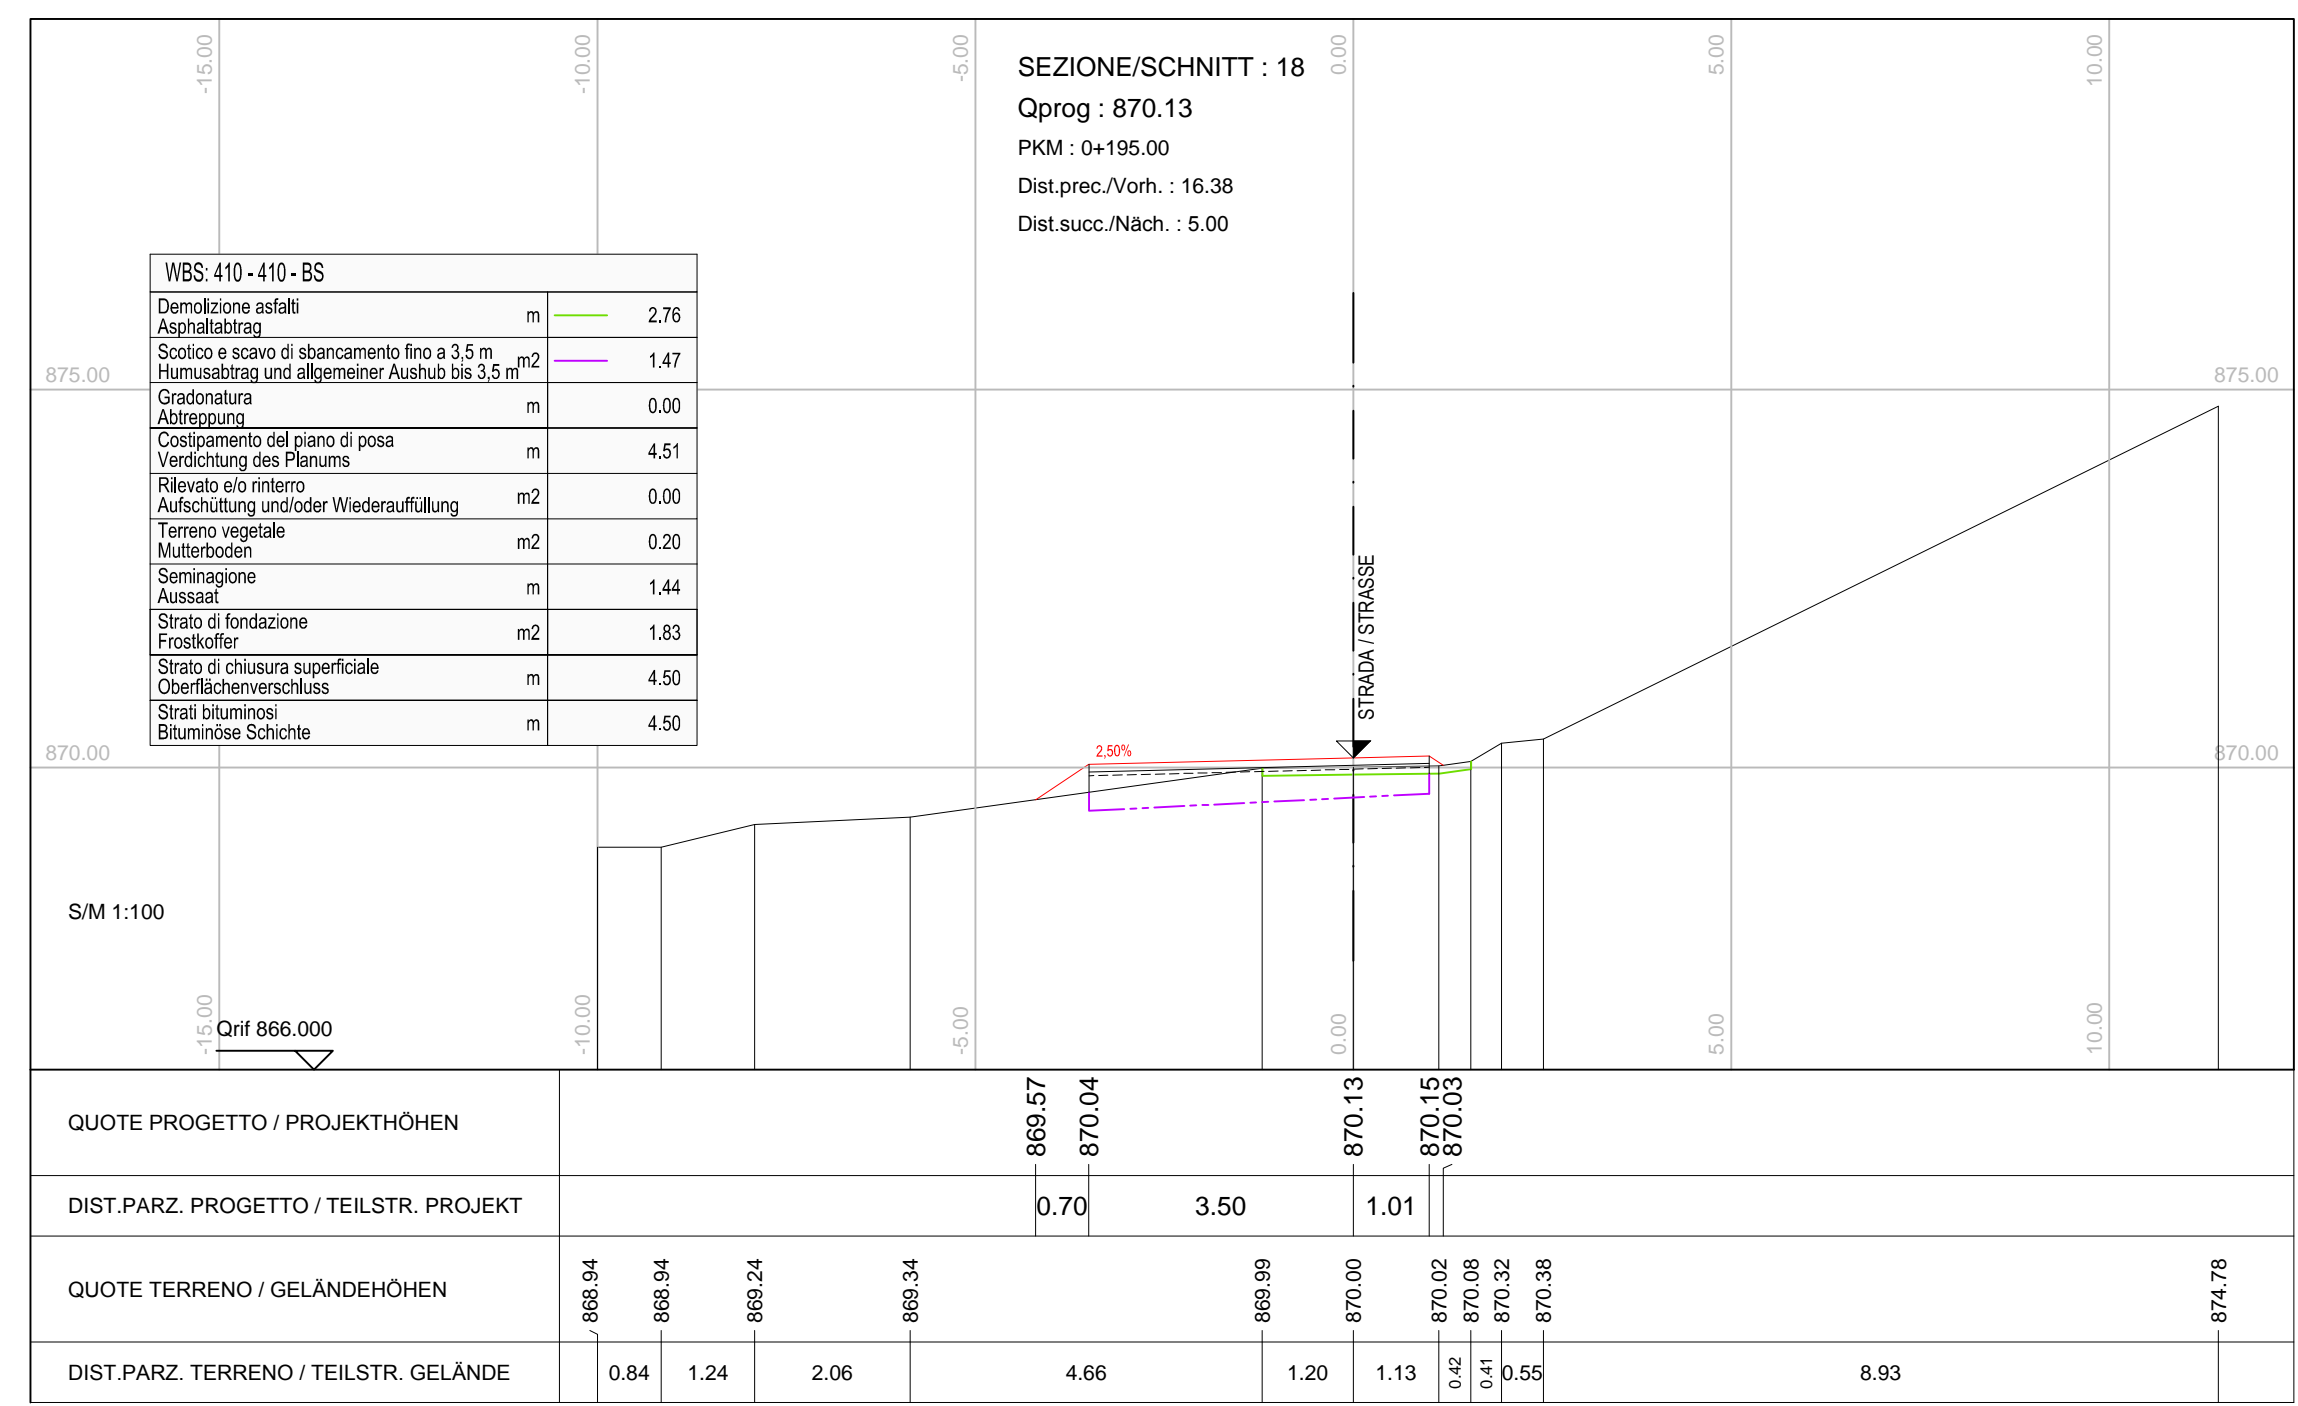 -15.00
-10.00
-5.00
0.00
5.00
10.00
SEZIONE/SCHNITT : 18
Qprog : 870.13
PKM : 0+195.00
Dist.prec./Vorh. : 16.38
Dist.succ./Näch. : 5.00
WBS: 410 - 410 - BS
Demolizione asfalti
Asphaltabtrag
m
2.76
Scotico e scavo di sbancamento fino a 3,5 m
Humusabtrag und allgemeiner Aushub bis 3,5 m
m2
1.47
Gradonatura
Abtreppung
m
0.00
Costipamento del piano di posa
Verdichtung des Planums
m
4.51
Rilevato e/o rinterro
Aufschüttung und/oder Wiederauffüllung
m2
0.00
Terreno vegetale
Mutterboden
m2
0.20
Seminagione
Aussaat
m
1.44
Strato di fondazione
Frostkoffer
m2
1.83
Strato di chiusura superficiale
Oberflächenverschluss
m
4.50
Strati bituminosi
Bituminöse Schichte
m
4.50
875.00
875.00
STRADA / STRASSE
870.00
2,50%
870.00
S/M 1:100
-15.00
-10.00
-5.00
0.00
5.00
10.00
Qrif 866.000
QUOTE PROGETTO / PROJEKTHÖHEN
869.57
870.04
870.13
870.15
870.03
DIST.PARZ. PROGETTO / TEILSTR. PROJEKT
0.70
3.50
1.01
QUOTE TERRENO / GELÄNDEHÖHEN
868.94
868.94
869.24
869.34
869.99
870.00
870.02
870.08
870.32
870.38
874.78
DIST.PARZ. TERRENO / TEILSTR. GELÄNDE
0.84
1.24
2.06
4.66
1.20
1.13
0.42
0.41
0.55
8.93